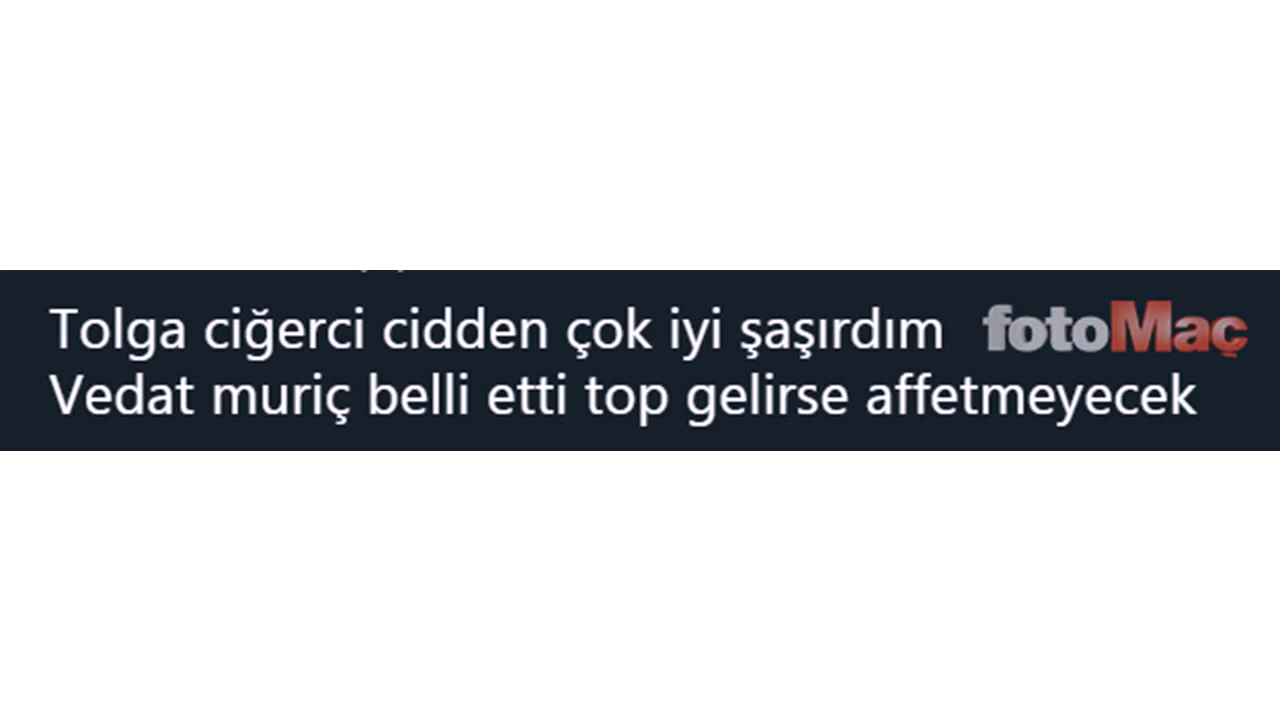 Tolga ciğerci cidden çok iyi şaşırdım fotoMaç
Vedat muriç belli etti top gelirse affetmeyecek